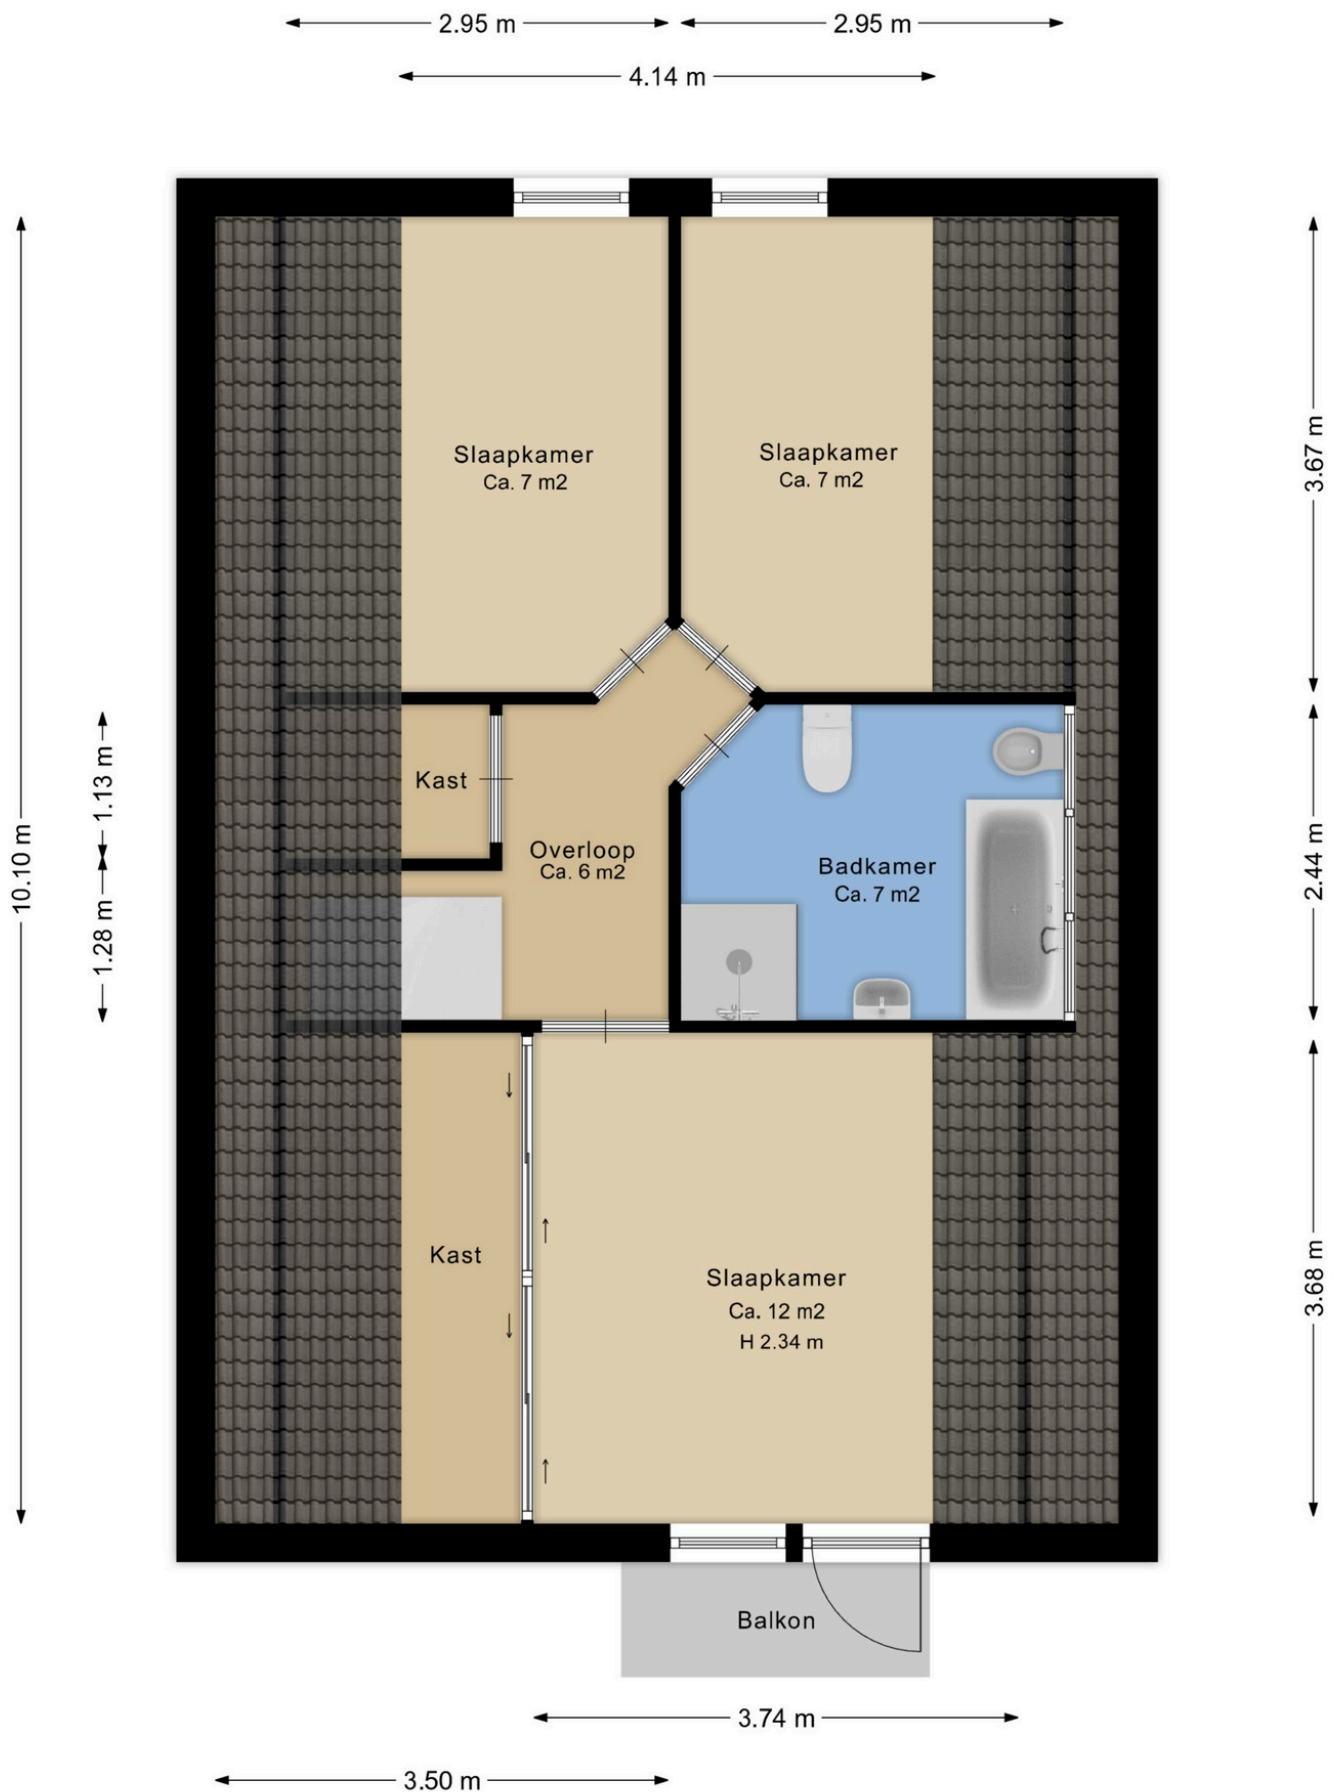 2.95 m
2.95 m
4.14 m
Slaapkamer
Ca. 7 m2
Slaapkamer
Ca. 7 m2
3.67 m
10.10 m
1.13 m
1.28 m
Kast
Overloop
Ca. 6 m2
Badkamer
Ca. 7 m2
2.44 m
Kast
Slaapkamer
Ca. 12 m2
H 2.34 m
3.68 m
Balkon
3.74 m
3.50 m